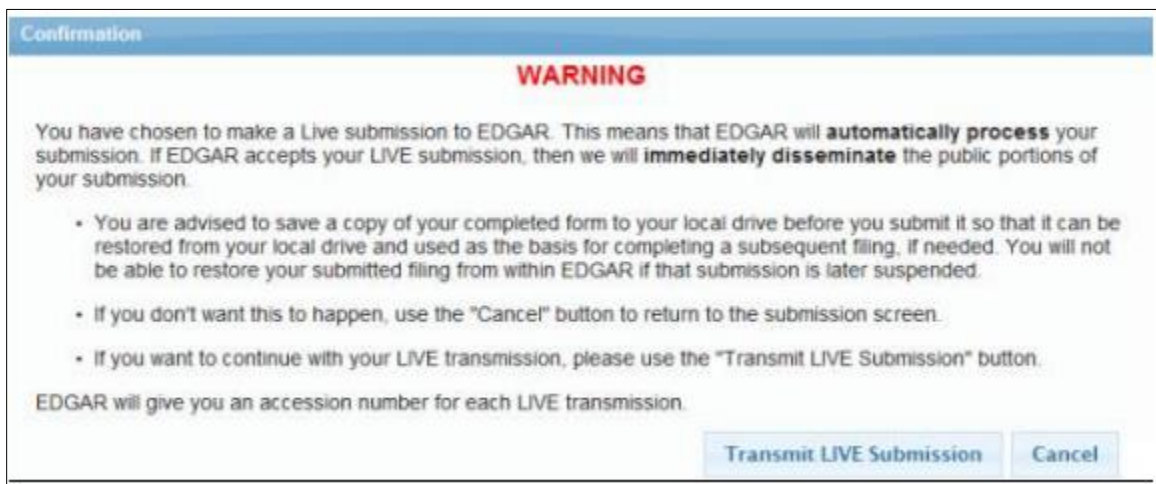 Confirmation
WARNING
You have chosen to make a Live submission to EDGAR. This means that EDGAR will automatically process your
submission. If EDGAR accepts your LIVE submission, then we will immediately disseminate the public portions of
your submission.
• You are advised to save a copy of your completed form to your local drive before you submit it so that it can be
restored from your local drive and used as the basis for completing a subsequent filing, if needed. You will not
be able to restore your submitted filing from within EDGAR if that submission is later suspended.
• If you don't want this to happen, use the "Cancel" button to return to the submission screen.
• If you want to continue with your LIVE transmission, please use the "Transmit LIVE Submission" button.
EDGAR will give you an accession number for each LIVE transmission.
Transmit LIVE Submission Cancel